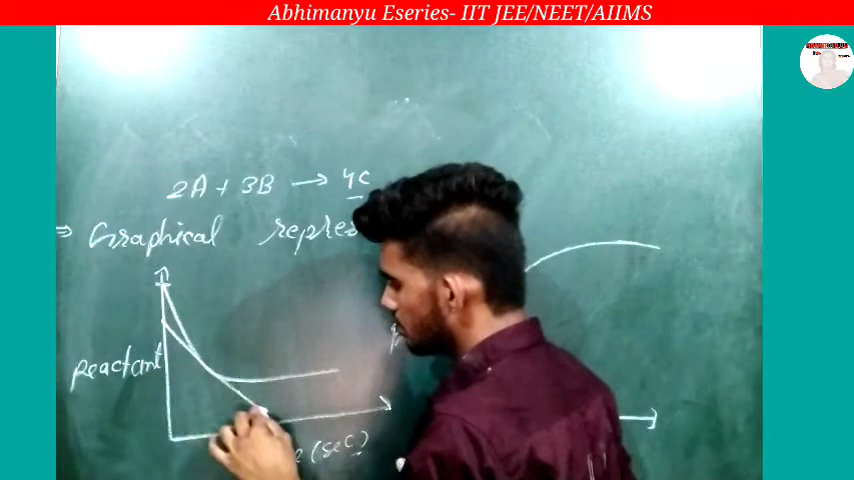 Abhimanyu Eseries- IIT JEE/NEET/AIIMS
2A + 3B → 4C
⇒ Graphical
Reactant
(sec)